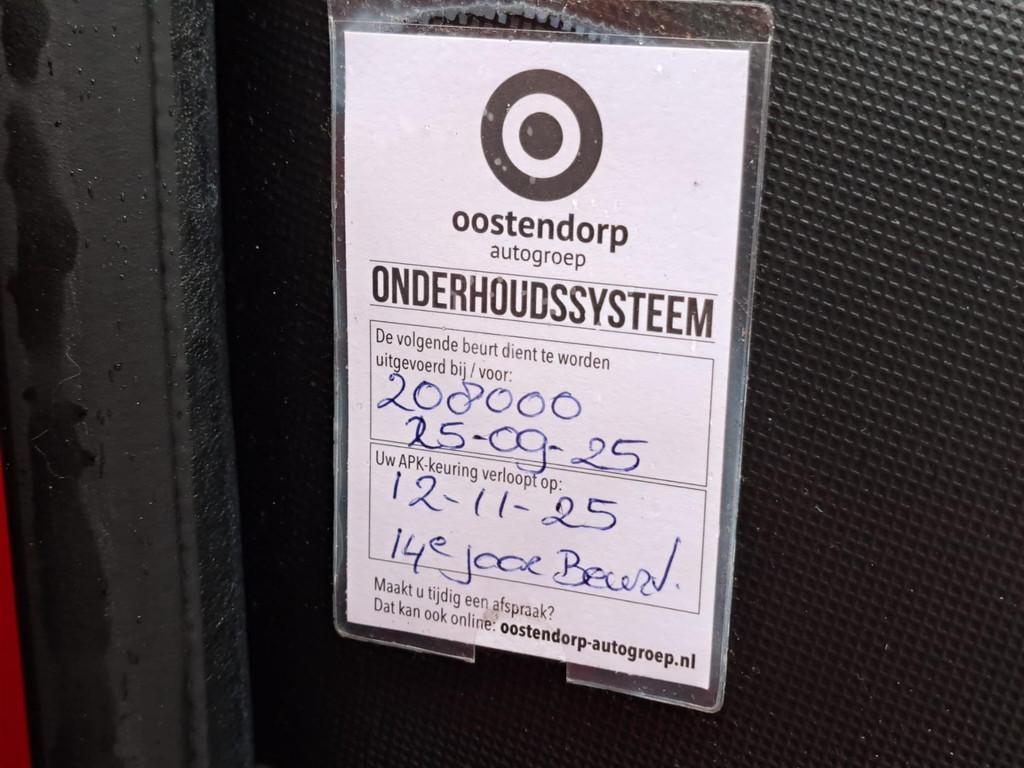 oostendorp
autogroep
ONDERHOUDSSYSTEEM
De volgende beurt dient te worden
uitgevoerd bij / voor:
208000
25-09-25
Uw APK-keuring verloopt op:
12-11-25
14e jaar Beurt.
Maakt u tijdig een afspraak?
Dat kan ook online: oostendorp-autogroep.nl